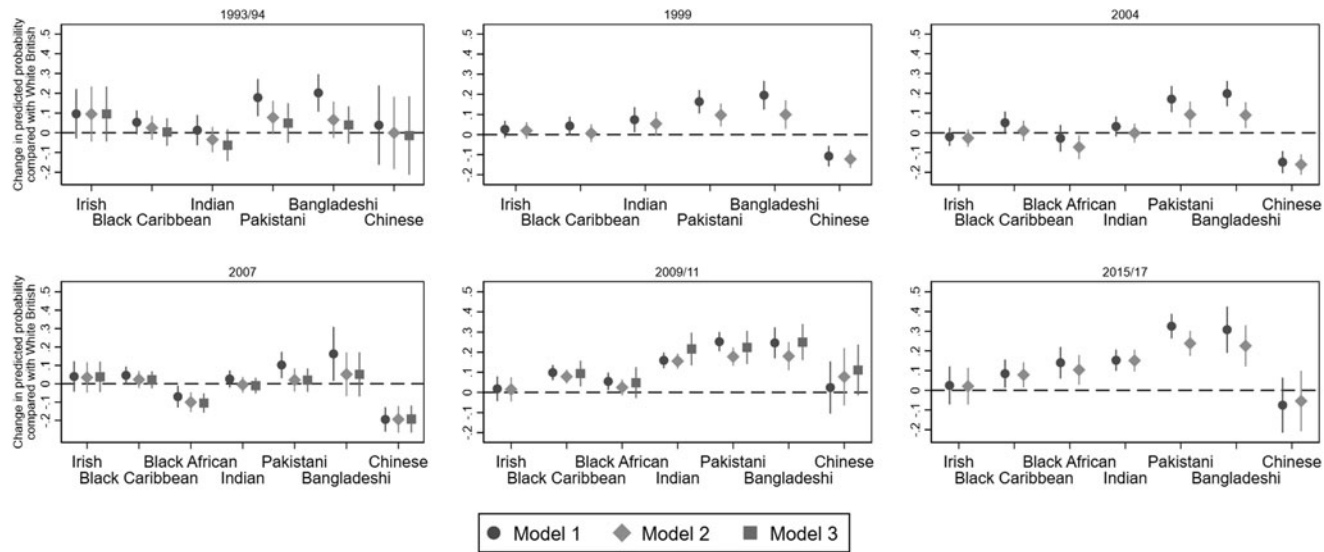 1993/94
1999
2004
Change in predicted probability
compared with White British
-.2 -.1 0 .1 .2 .3 .4 .5
-.2 -.1 0 .1 .2 .3 .4 .5
-.2 -.1 0 .1 .2 .3 .4 .5
Irish Indian Bangladeshi
Black Caribbean Pakistani Chinese
Irish Indian Bangladeshi
Black Caribbean Pakistani Chinese
Irish Black African Pakistani Chinese
Black Caribbean Indian Bangladeshi
2007
2009/11
2015/17
Change in predicted probability
compared with White British
-.2 -.1 0 .1 .2 .3 .4 .5
-.2 -.1 0 .1 .2 .3 .4 .5
-.2 -.1 0 .1 .2 .3 .4 .5
Irish Black African Pakistani Chinese
Black Caribbean Indian Bangladeshi
Irish Black African Pakistani Chinese
Black Caribbean Indian Bangladeshi
Irish Black African Pakistani Chinese
Black Caribbean Indian Bangladeshi
Model 1 Model 2 Model 3